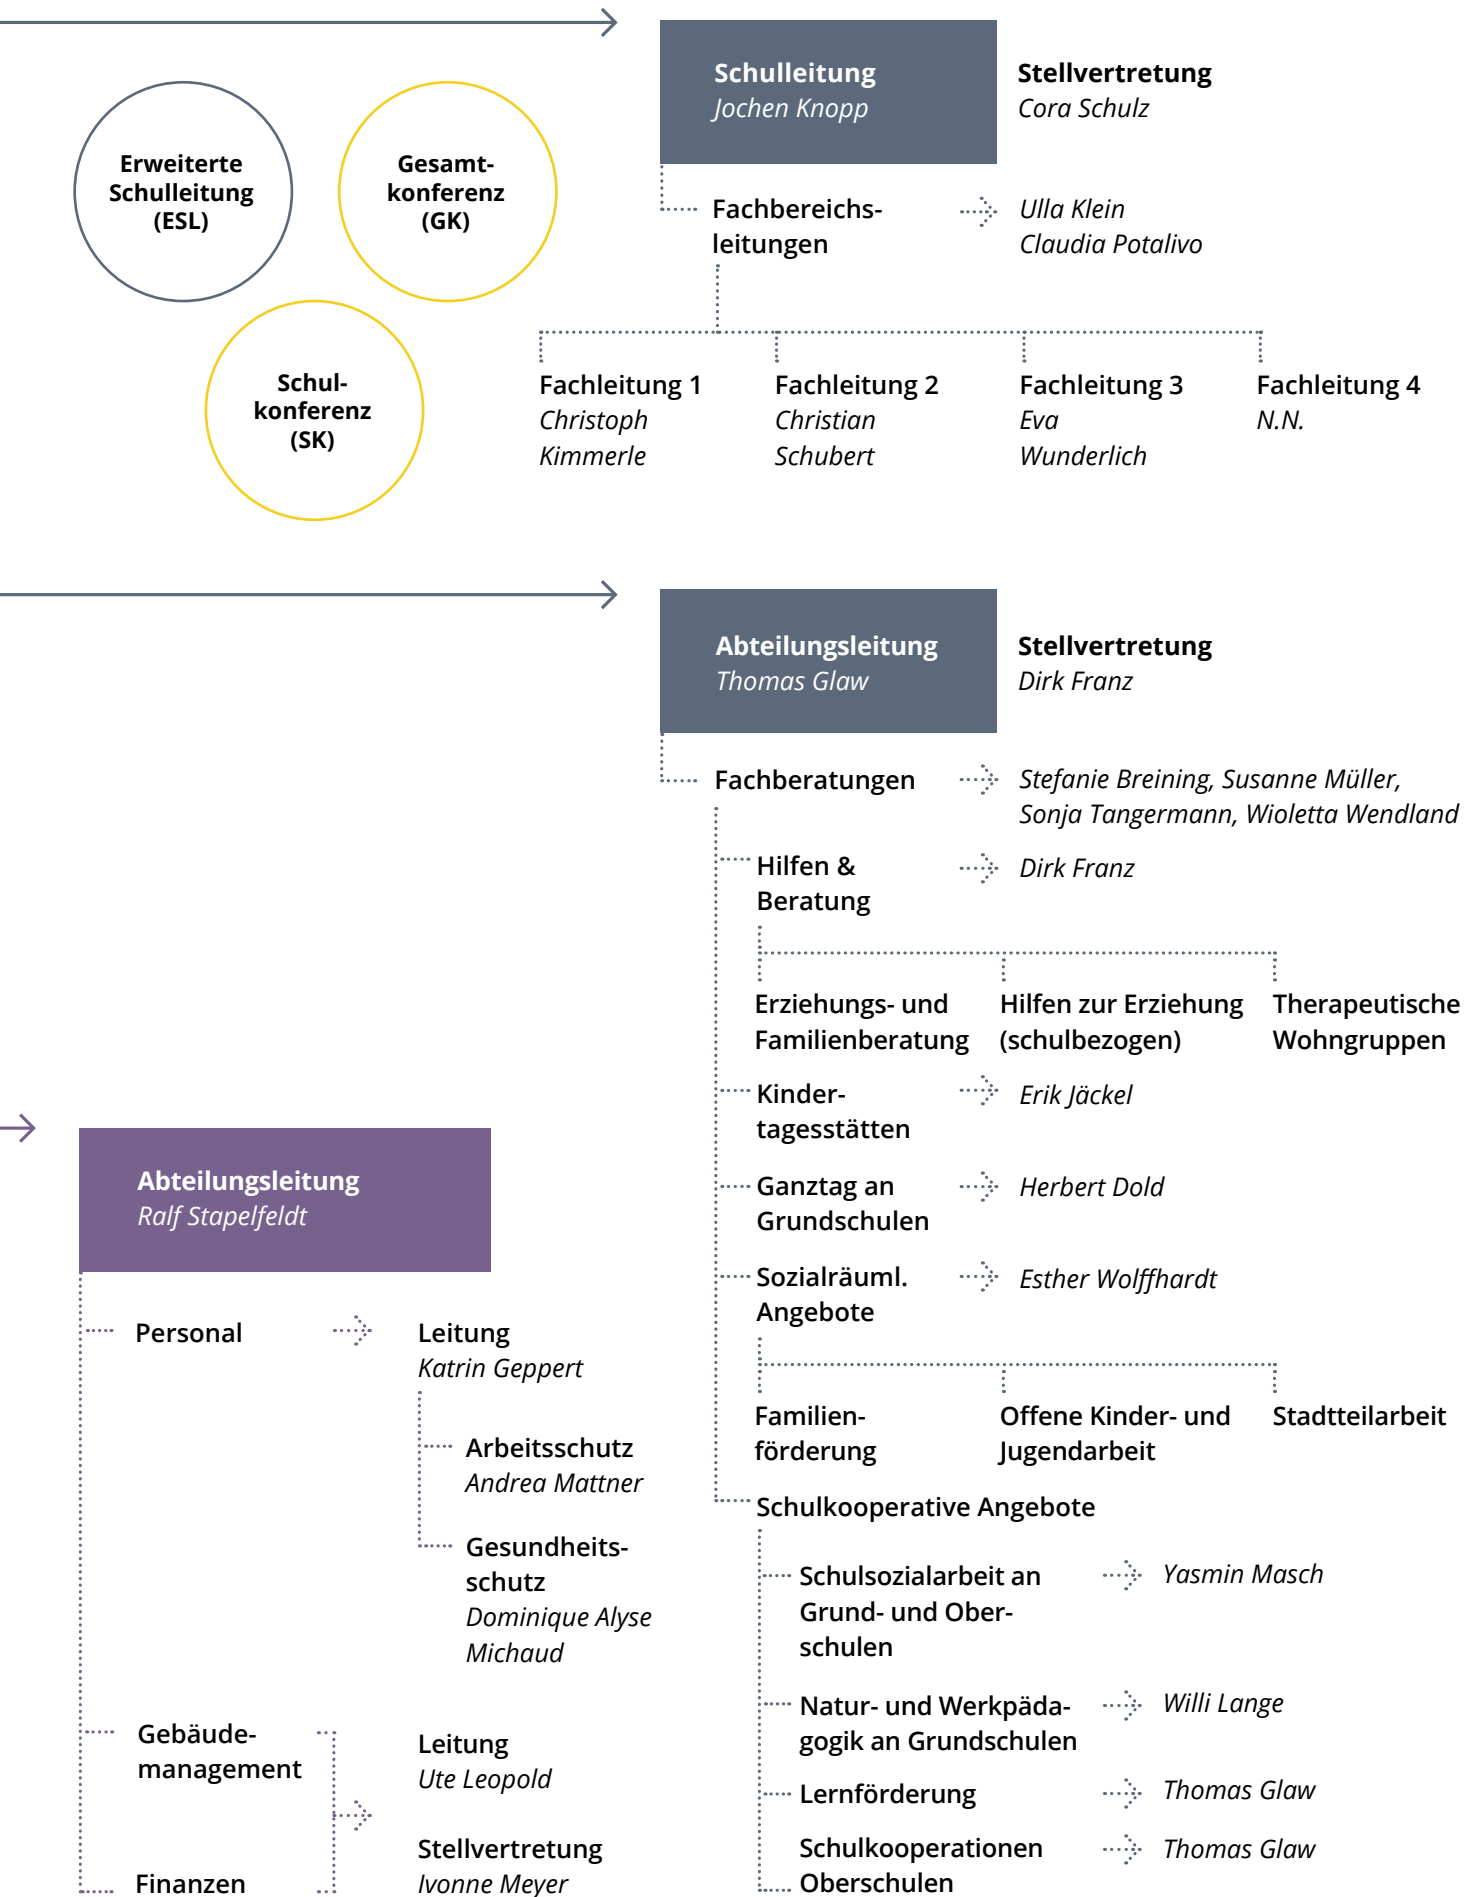 Schulleitung
Jochen Knopp
Stellvertretung
Cora Schulz
Erweiterte
Schulleitung
(ESL)
Gesamt-
konferenz
(GK)
Schul-
konferenz
(SK)
Fachbereichs-
leitungen
Ulla Klein
Claudia Potalivo
Fachleitung 1
Christoph
Kimmerle
Fachleitung 2
Christian
Schubert
Fachleitung 3
Eva
Wunderlich
Fachleitung 4
N.N.
Abteilungsleitung
Thomas Glaw
Stellvertretung
Dirk Franz
Fachberatungen
Stefanie Breining, Susanne Müller,
Sonja Tangermann, Wioletta Wendland
Hilfen &
Beratung
Dirk Franz
Erziehungs- und
Familienberatung
Hilfen zur Erziehung
(schulbezogen)
Therapeutische
Wohngruppen
Kinder-
tagesstätten
Erik Jäckel
Ganztag an
Grundschulen
Herbert Dold
Sozialräuml.
Angebote
Esther Wolffhardt
Familien-
förderung
Offene Kinder- und
Jugendarbeit
Stadtteilarbeit
Schulkooperative Angebote
Schulsozialarbeit an
Grund- und Ober-
schulen
Yasmin Masch
Natur- und Werkpäda-
gogik an Grundschulen
Willi Lange
Lernförderung
Thomas Glaw
Schulkooperationen
Oberschulen
Thomas Glaw
Abteilungsleitung
Ralf Stapelfeldt
Personal
Leitung
Katrin Geppert
Arbeitsschutz
Andrea Mattner
Gesundheits-
schutz
Dominique Alyse
Michaud
Gebäude-
management
Finanzen
Leitung
Ute Leopold
Stellvertretung
Ivonne Meyer